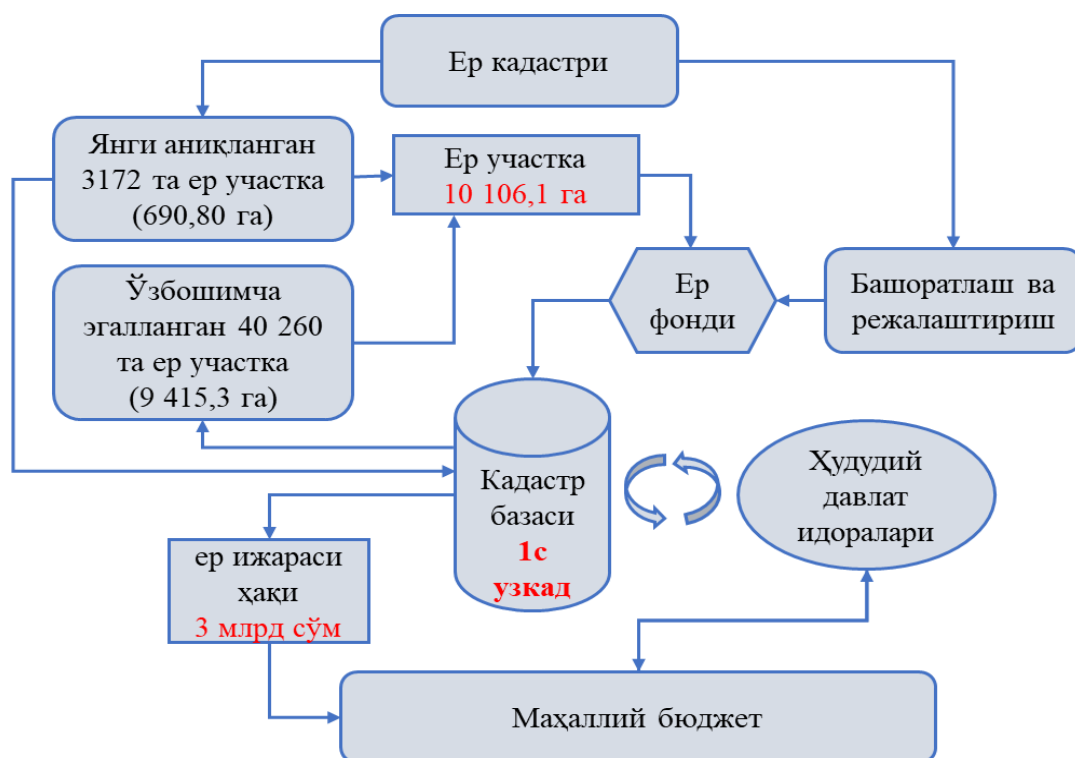 Ер кадастри
Янги аниқланган
3172 та ер участка
(690,80 га)
Ер участка
10 106,1 га
Ўзбошимча
эгалланган 40 260
та ер участка
(9 415,3 га)
Ер
фонди
Башоратлаш ва
режалаштириш
Кадастр
базаси
1с
узкад
Ҳудудий
давлат
идоралари
ер ижараси
ҳақи
3 млрд сўм
Маҳаллий бюджет